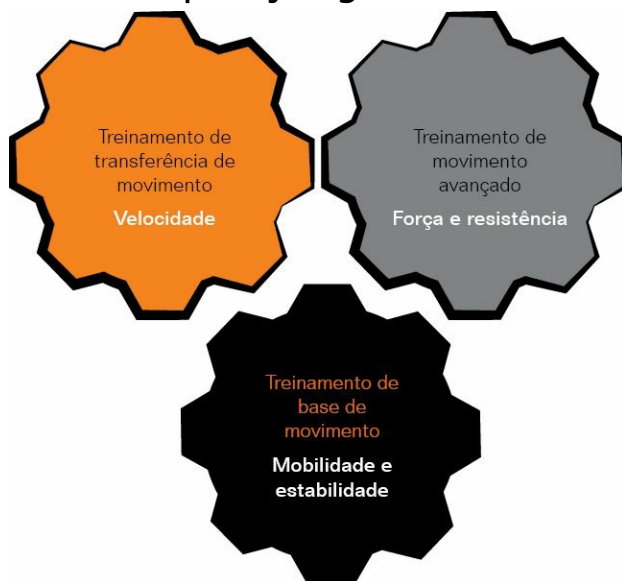 Treinamento de
transferência de
movimento
Velocidade
Treinamento de
movimento
avançado
Força e resistência
Treinamento de
base de
movimento
Mobilidade e
estabilidade